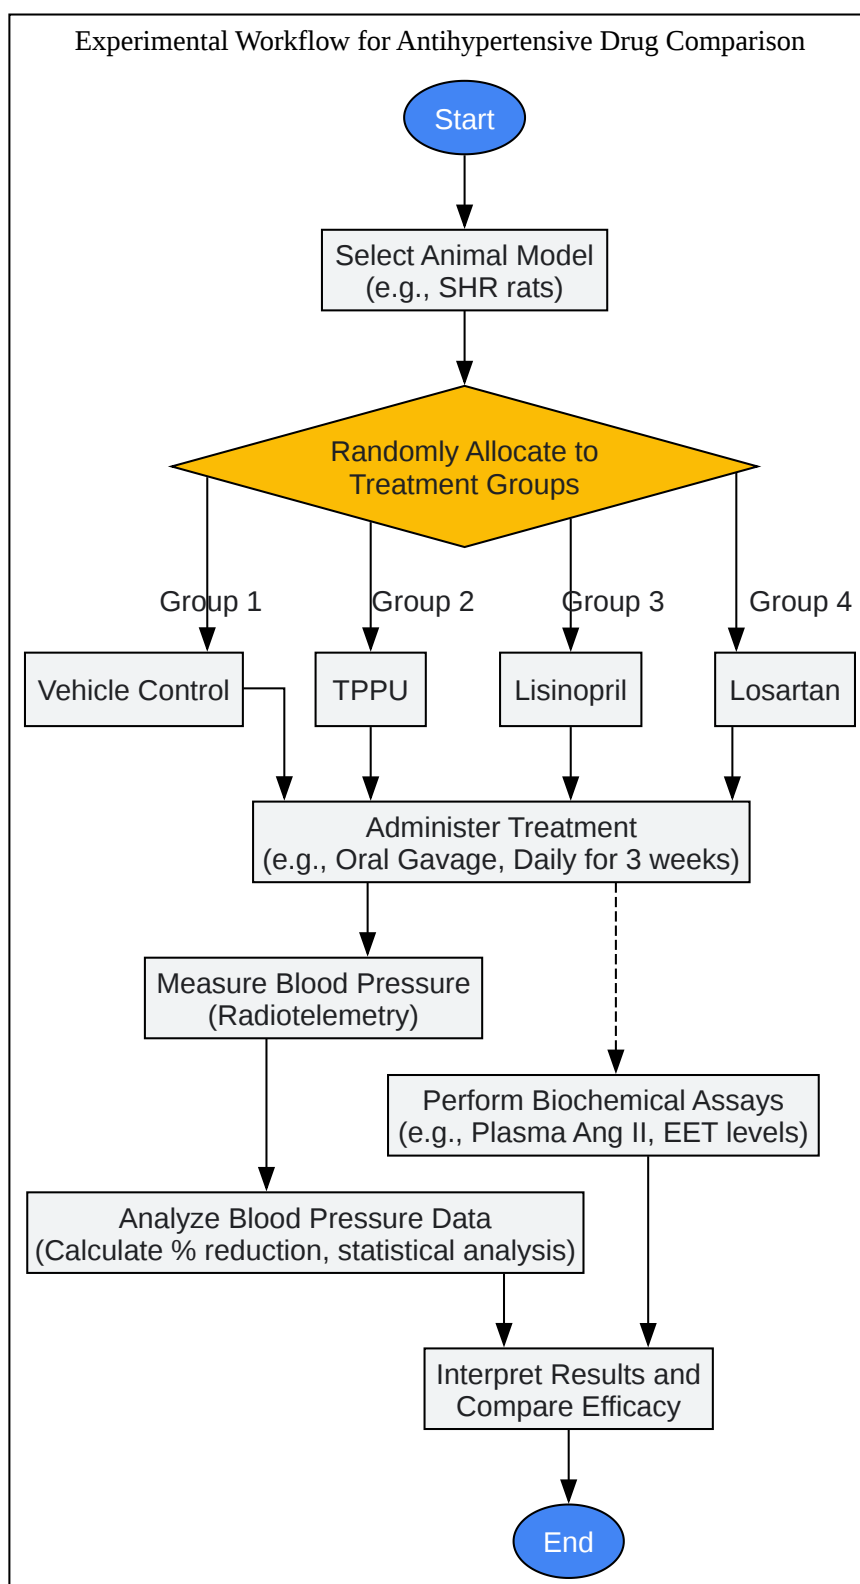 Experimental Workflow for Antihypertensive Drug Comparison
Start
Select Animal Model
(e.g., SHR rats)
Randomly Allocate to
Treatment Groups
Group 1
Group 2
Group 3
Group 4
Vehicle Control
TPPU
Lisinopril
Losartan
Administer Treatment
(e.g., Oral Gavage, Daily for 3 weeks)
Measure Blood Pressure
(Radiotelemetry)
Perform Biochemical Assays
(e.g., Plasma Ang II, EET levels)
Analyze Blood Pressure Data
(Calculate % reduction, statistical analysis)
Interpret Results and
Compare Efficacy
End